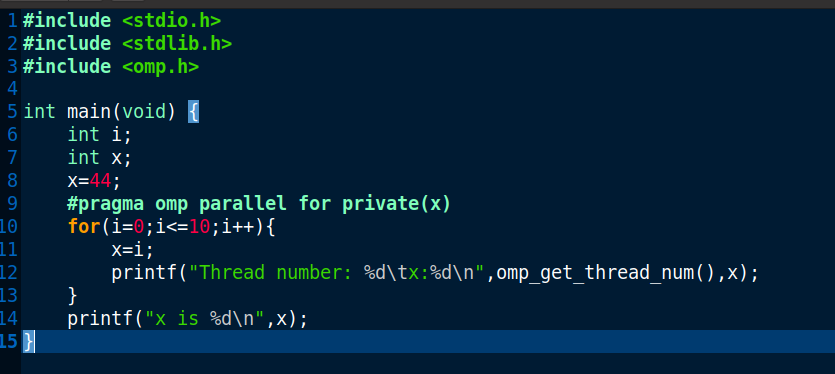 1 #include <stdio.h>
2 #include <stdlib.h>
3 #include <omp.h>
4
5 int main(void) {
6     int i;
7     int x;
8     x=44;
9     #pragma omp parallel for private(x)
10     for(i=0;i<=10;i++){
11         x=i;
12         printf("Thread number: %d\tx:%d\n",omp_get_thread_num(),x);
13     }
14     printf("x is %d\n",x);
15 }